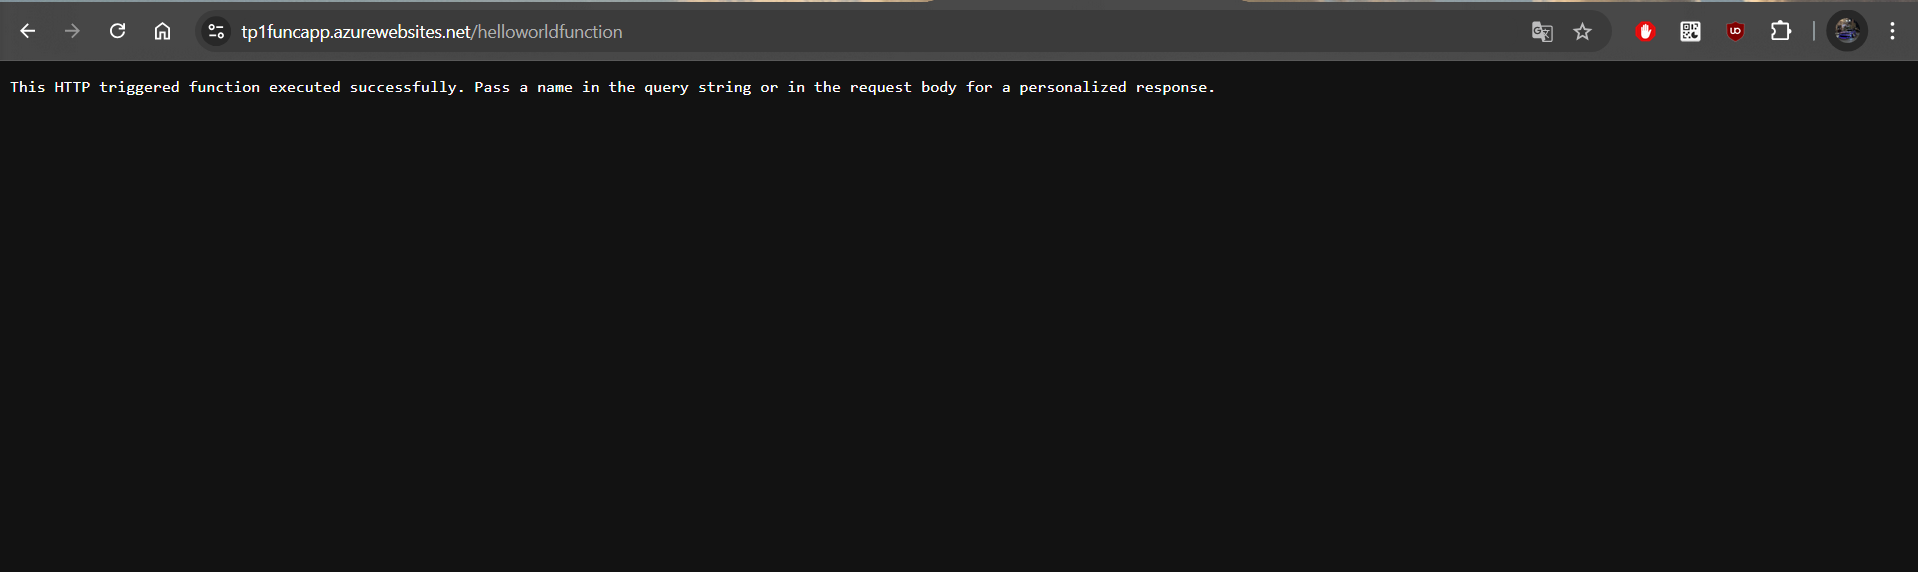 tp1funcapp.azurewebsites.net/helloworldfunction
This HTTP triggered function executed successfully. Pass a name in the query string or in the request body for a personalized response.